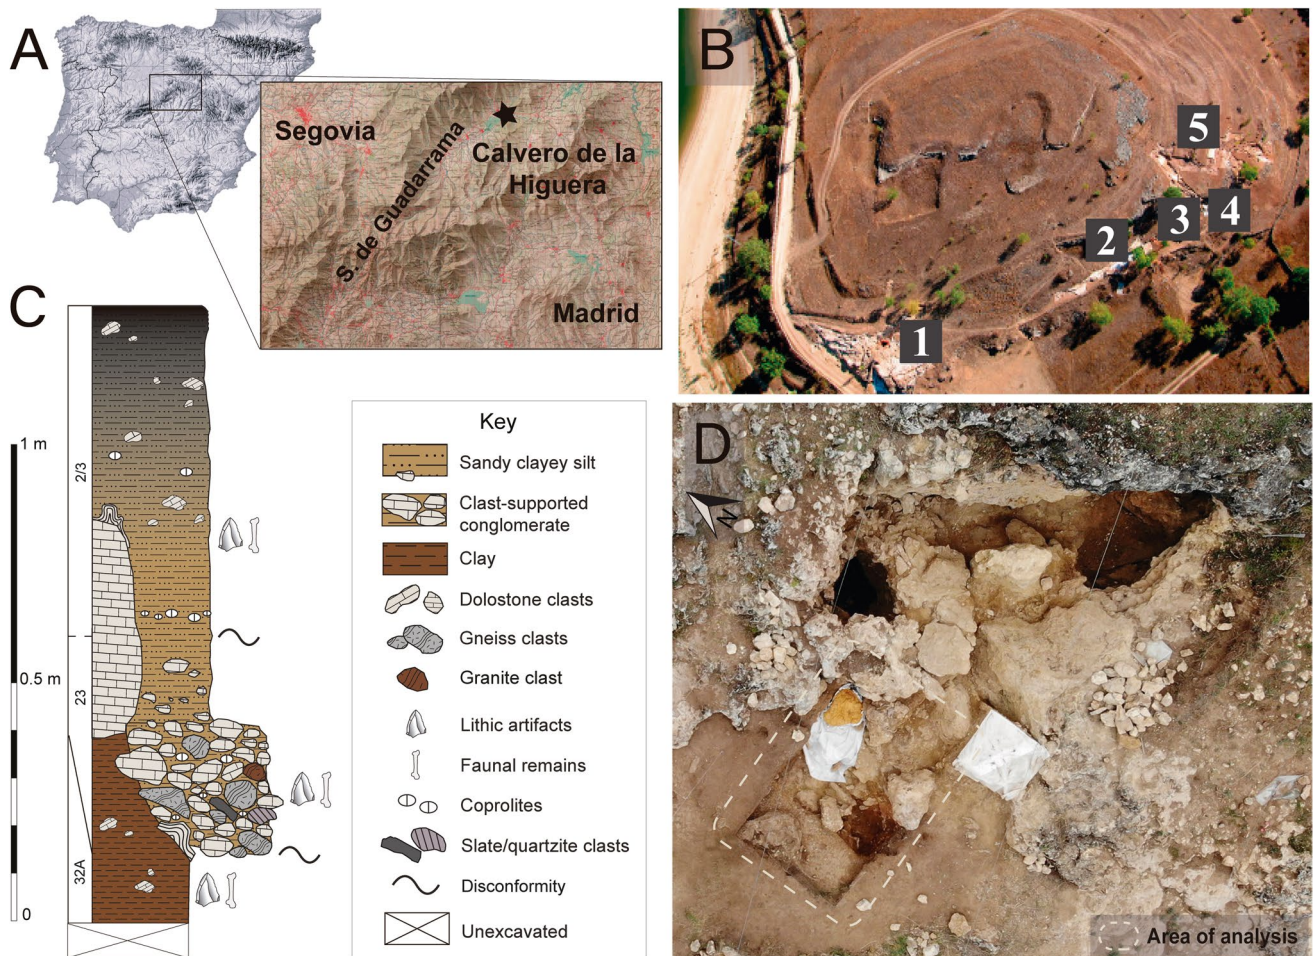 A
Segovia
S. de Guadarrama
Calvero de la
Higuera
Madrid
B
1
2
3
4
5
C
1 m
0.5 m
0
2/3
23
32A
Key
Sandy clayey silt
Clast-supported
conglomerate
Clay
Dolostone clasts
Gneiss clasts
Granite clast
Lithic artifacts
Faunal remains
Coprolites
Slate/quartzite clasts
Disconformity
Unexcavated
D
N
Area of analysis